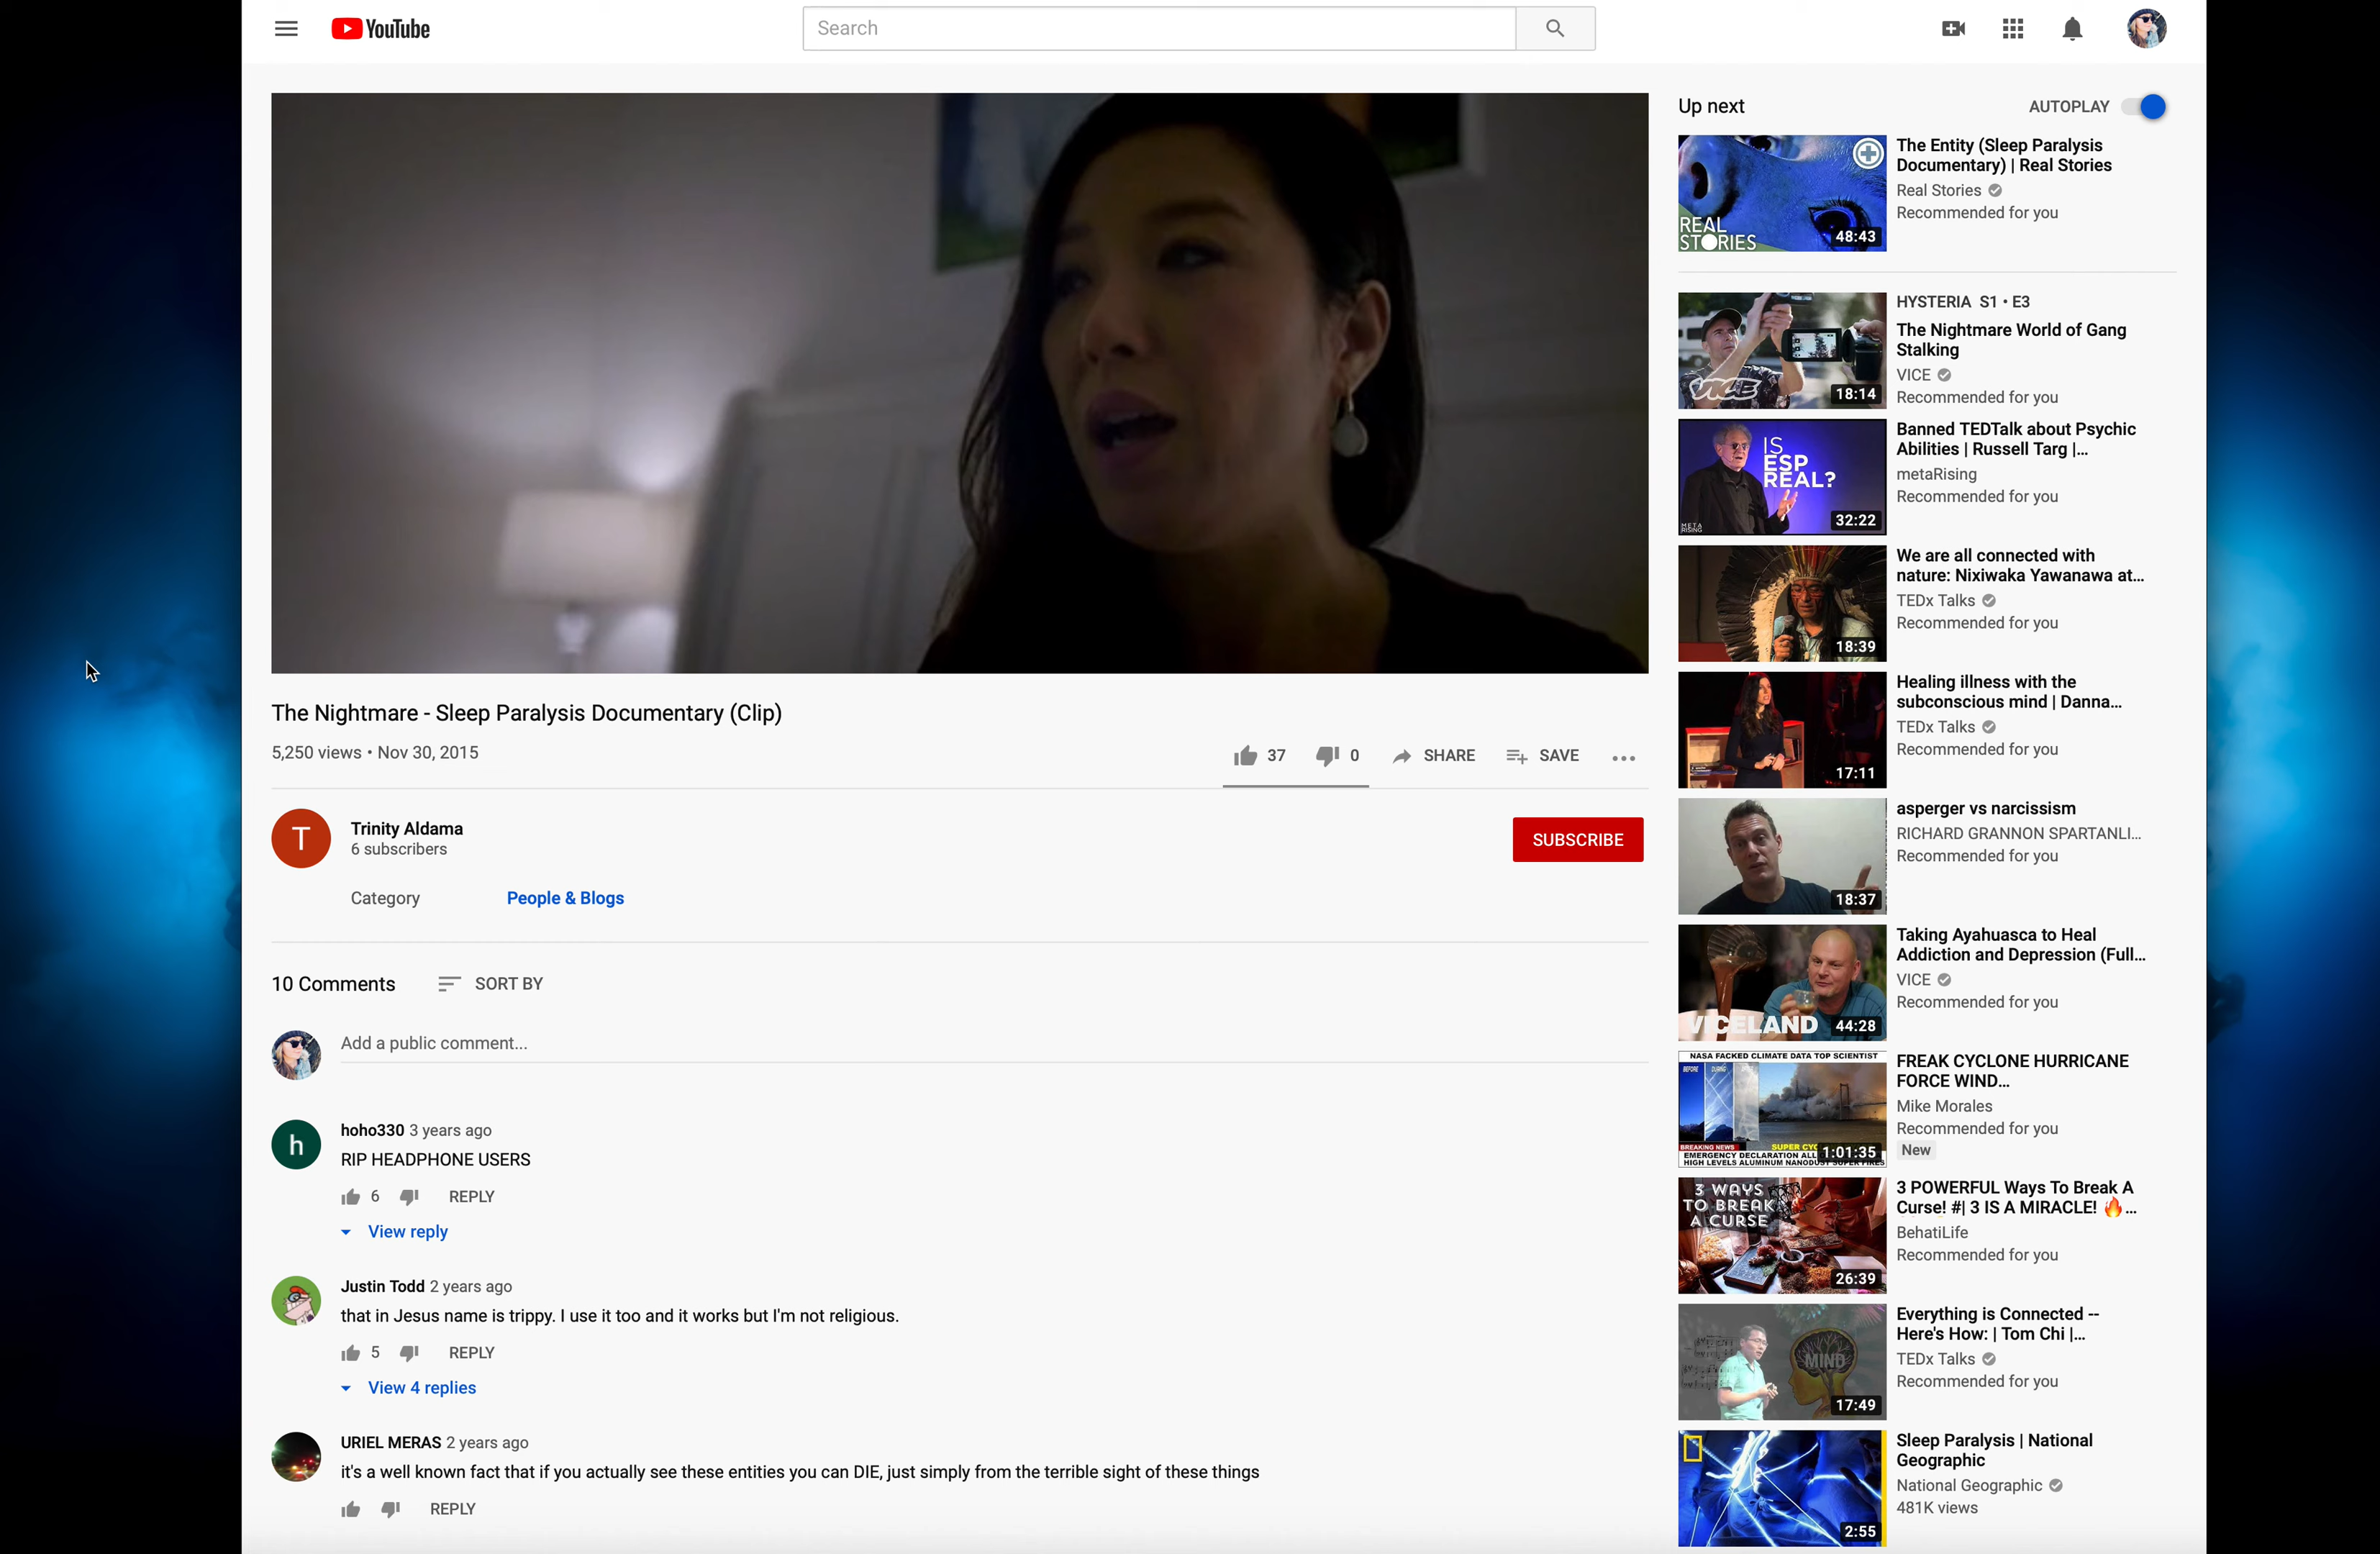 YouTube
Search
The Nightmare - Sleep Paralysis Documentary (Clip)
5,250 views • Nov 30, 2015
37
0
SHARE
SAVE
T
Trinity Aldama
6 subscribers
SUBSCRIBE
Category
People & Blogs
10 Comments
SORT BY
Add a public comment...
h
hoho330 3 years ago
RIP HEADPHONE USERS
6
REPLY
View reply
Justin Todd 2 years ago
that in Jesus name is trippy. I use it too and it works but I'm not religious.
5
REPLY
View 4 replies
URIEL MERAS 2 years ago
it's a well known fact that if you actually see these entities you can DIE, just simply from the terrible sight of these things
REPLY
Up next
AUTOPLAY
REAL
STORIES
48:43
The Entity (Sleep Paralysis
Documentary) | Real Stories
Real Stories
Recommended for you
VICE
18:14
HYSTERIA S1 • E3
The Nightmare World of Gang
Stalking
VICE
Recommended for you
IS
ESP
REAL?
META
RISING
32:22
Banned TEDTalk about Psychic
Abilities | Russell Targ |...
metaRising
Recommended for you
18:39
We are all connected with
nature: Nixiwaka Yawanawa at...
TEDx Talks
Recommended for you
17:11
Healing illness with the
subconscious mind | Danna...
TEDx Talks
Recommended for you
18:37
asperger vs narcissism
RICHARD GRANNON SPARTANLI...
Recommended for you
VICELAND
44:28
Taking Ayahuasca to Heal
Addiction and Depression (Full...
VICE
Recommended for you
NASA FACKED CLIMATE DATA TOP SCIENTIST
BEFORE DURING
BREAKING NEWS
SUPER CYC
EMERGENCY DECLARATION ALL
HIGH LEVELS ALUMINUM NANODUST SUPER FIRES
1:01:35
FREAK CYCLONE HURRICANE
FORCE WIND...
Mike Morales
Recommended for you
New
3 WAYS
TO BREAK
A CURSE
26:39
3 POWERFUL Ways To Break A
Curse! #| 3 IS A MIRACLE! 🔥...
BehatiLife
Recommended for you
MIND
17:49
Everything is Connected --
Here's How: | Tom Chi |...
TEDx Talks
Recommended for you
2:55
Sleep Paralysis | National
Geographic
National Geographic
481K views